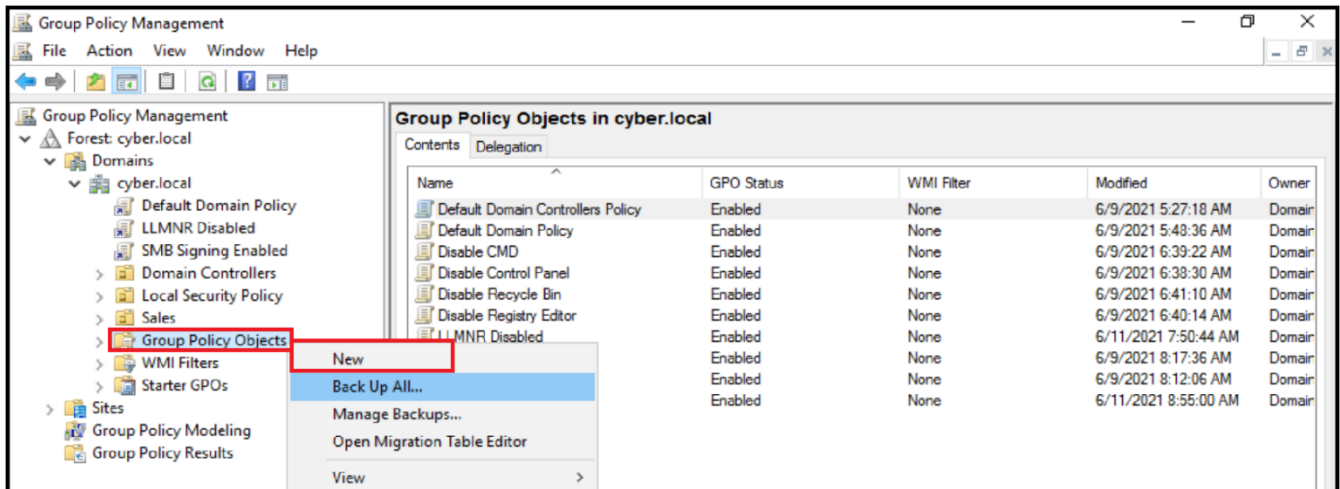 Group Policy Management
File Action View Window Help
Group Policy Management
Forest: cyber.local
Domains
cyber.local
Default Domain Policy
LLMNR Disabled
SMB Signing Enabled
Domain Controllers
Local Security Policy
Sales
Group Policy Objects
WMI Filters
Starter GPOs
Sites
Group Policy Modeling
Group Policy Results
Group Policy Objects in cyber.local
Contents Delegation
Name GPO Status WMI Filter Modified Owner
Default Domain Controllers Policy Enabled None 6/9/2021 5:27:18 AM Domain
Default Domain Policy Enabled None 6/9/2021 5:48:36 AM Domain
Disable CMD Enabled None 6/9/2021 6:39:22 AM Domain
Disable Control Panel Enabled None 6/9/2021 6:38:30 AM Domain
Disable Recycle Bin Enabled None 6/9/2021 6:41:10 AM Domain
Disable Registry Editor Enabled None 6/9/2021 6:40:14 AM Domain
LLMNR Disabled Enabled None 6/11/2021 7:50:44 AM Domain
Enabled None 6/9/2021 8:17:36 AM Domain
Enabled None 6/9/2021 8:12:06 AM Domain
Enabled None 6/11/2021 8:55:00 AM Domain
New
Back Up All...
Manage Backups...
Open Migration Table Editor
View